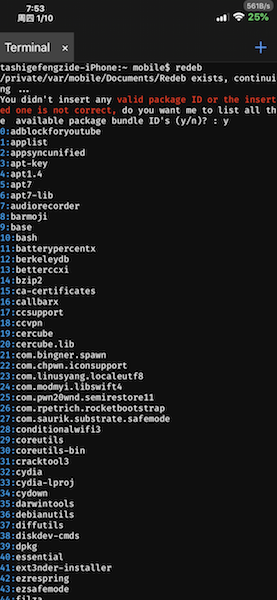 7:53
561B/s
周四 1/10
25%
Terminal ×
+
tashigefengzide-iPhone:~ mobile$ redeb
/private/var/mobile/Documents/Redeb exists, continui
ng ...
You didn't insert any valid package ID or the insert
ed one is not correct, do you want me to list all th
e  available package bundle ID's (y/n)? : y
0:adblockforyoutube
1:applist
2:appsyncunified
3:apt-key
4:apt1.4
5:apt7
6:apt7-lib
7:audiorecorder
8:barmoji
9:base
10:bash
11:batterypercentx
12:berkeleydb
13:betterccxi
14:bzip2
15:ca-certificates
16:callbarx
17:ccsupport
18:ccvpn
19:cercube
20:cercube.lib
21:com.bingner.spawn
22:com.chpwn.iconsupport
23:com.linusyang.localeutf8
24:com.modmyi.libswift4
25:com.pwn20wnd.semirestore11
26:com.rpetrich.rocketbootstrap
27:com.saurik.substrate.safemode
28:conditionalwifi3
29:coreutils
30:coreutils-bin
31:cracktool3
32:cydia
33:cydia-lproj
34:cydown
35:darwintools
36:debianutils
37:diffutils
38:diskdev-cmds
39:dpkg
40:essential
41:ext3nder-installer
42:ezrespring
43:ezsafemode
44:filza